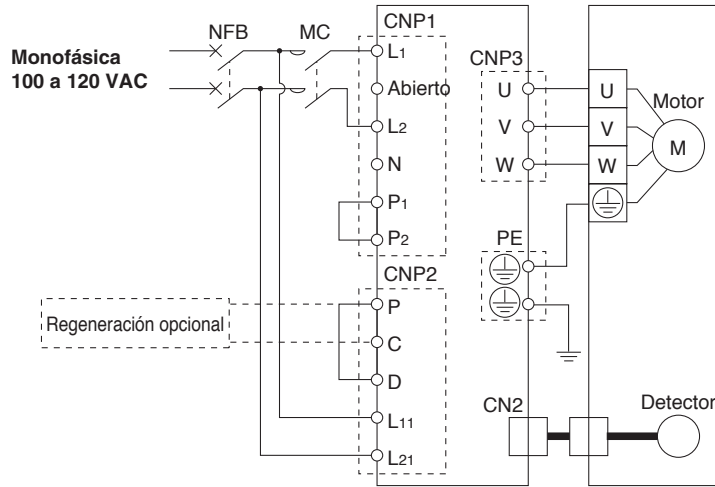 NFB
MC
CNP1
Monofásica
100 a 120 VAC
L1
Abierto
L2
N
P1
P2
CNP2
Regeneración opcional
P
C
D
L11
L21
CNP3
U
V
W
PE
CN2
U
V
W
Motor
M
Detector